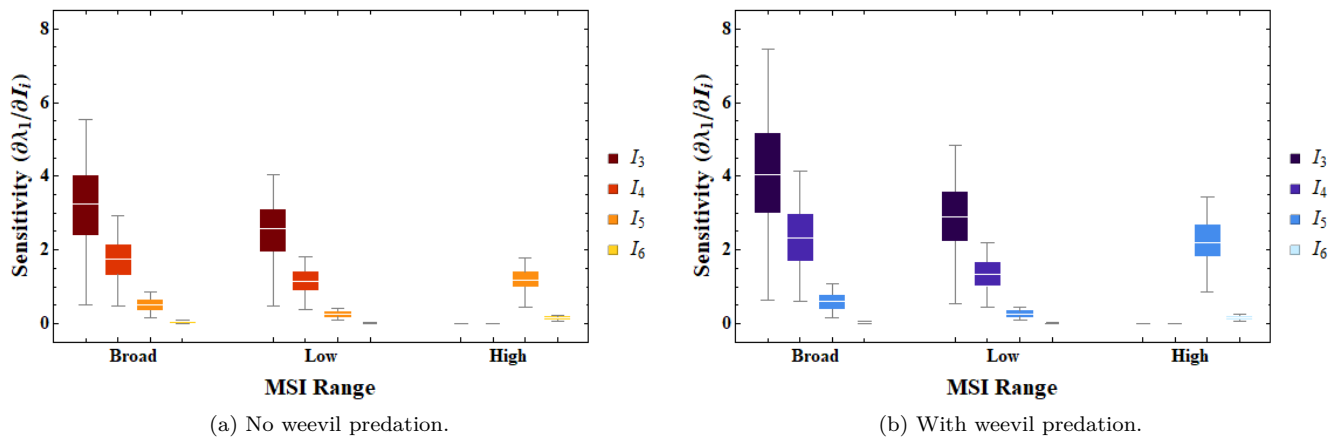 8
6
4
2
0
Sensitivity (∂λ₁/∂Iᵢ)
Broad
Low
High
MSI Range
I₃
I₄
I₅
I₆
(a) No weevil predation.
8
6
4
2
0
Sensitivity (∂λ₁/∂Iᵢ)
Broad
Low
High
MSI Range
I₃
I₄
I₅
I₆
(b) With weevil predation.